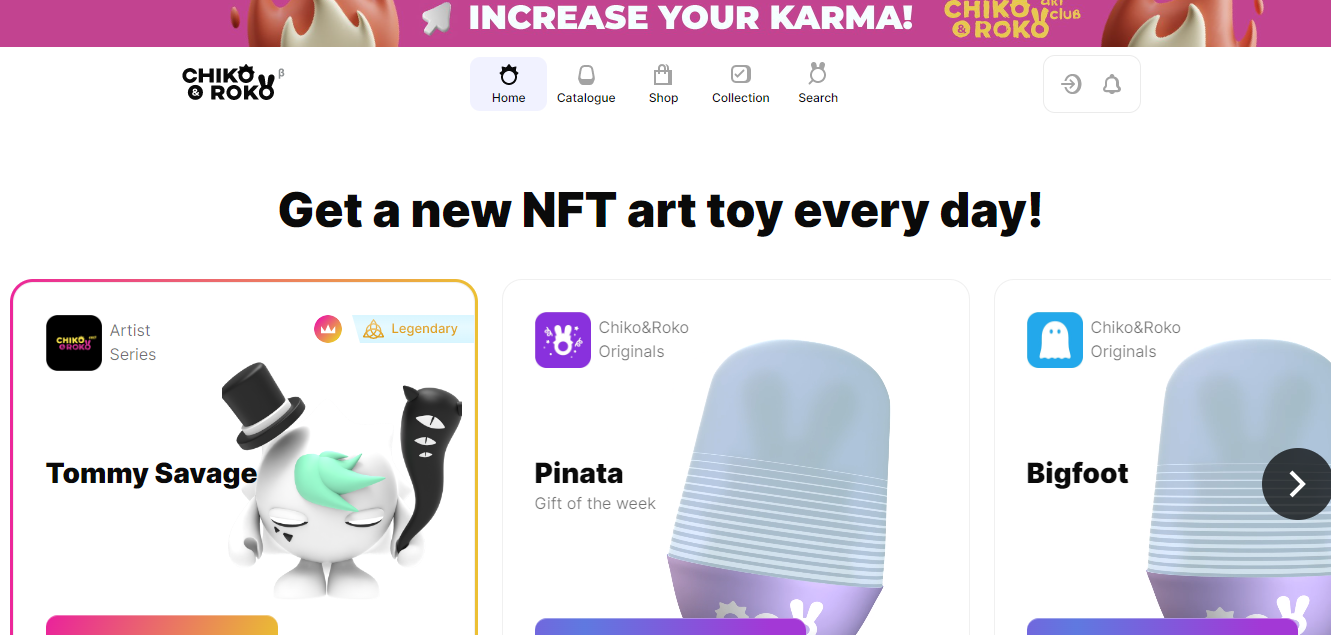 INCREASE YOUR KARMA!
CHIKO
art
club
& ROKO
CHIKO β
& ROKO
Home
Catalogue
Shop
Collection
Search
Get a new NFT art toy every day!
CHIKO
& ROKO
Artist
Series
Legendary
Tommy Savage
Chiko&Roko
Originals
Pinata
Gift of the week
Chiko&Roko
Originals
Bigfoot